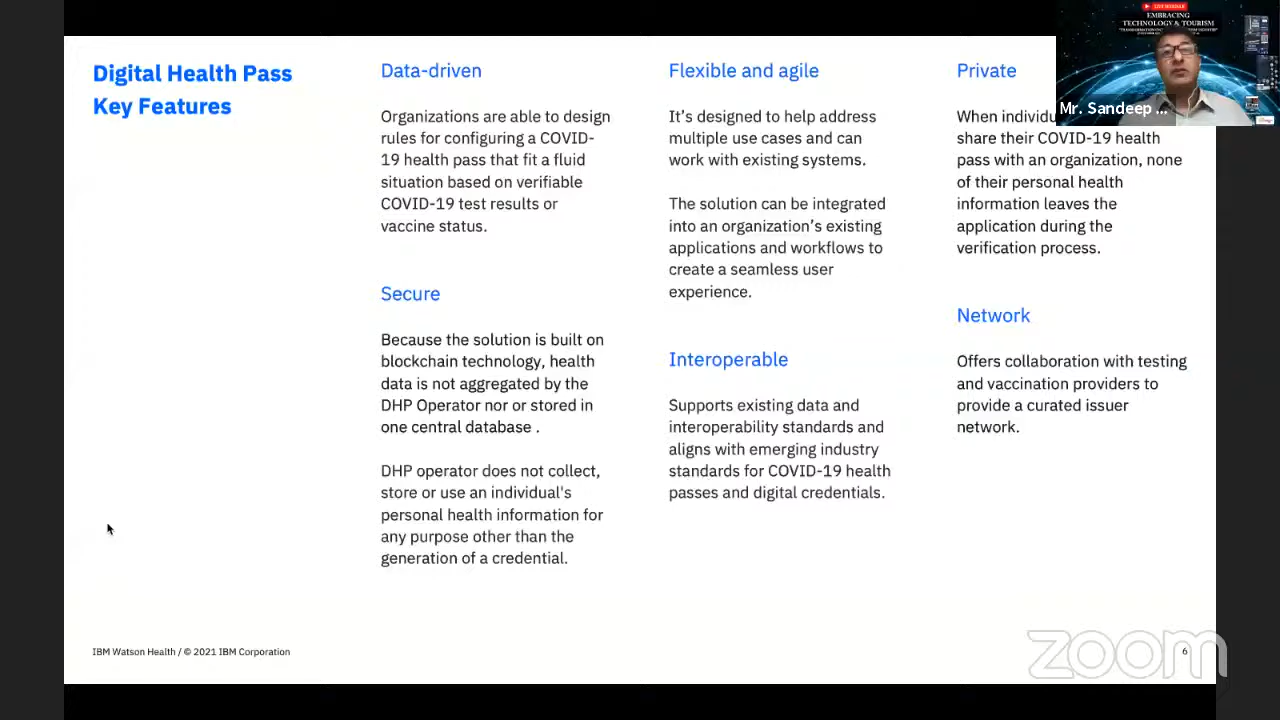 Digital Health Pass
Key Features
Data-driven
Organizations are able to design
rules for configuring a COVID-
19 health pass that fit a fluid
situation based on verifiable
COVID-19 test results or
vaccine status.
Secure
Because the solution is built on
blockchain technology, health
data is not aggregated by the
DHP Operator nor or stored in
one central database .
DHP operator does not collect,
store or use an individual's
personal health information for
any purpose other than the
generation of a credential.
Flexible and agile
It’s designed to help address
multiple use cases and can
work with existing systems.
The solution can be integrated
into an organization’s existing
applications and workflows to
create a seamless user
experience.
Interoperable
Supports existing data and
interoperability standards and
aligns with emerging industry
standards for COVID-19 health
passes and digital credentials.
Private
When individu
share their COVID-19 health
pass with an organization, none
of their personal health
information leaves the
application during the
verification process.
Network
Offers collaboration with testing
and vaccination providers to
provide a curated issuer
network.
EMBRACING
TECHNOLOGY & TOURISM
Mr. Sandeep ...
IBM Watson Health / © 2021 IBM Corporation
6
zoom